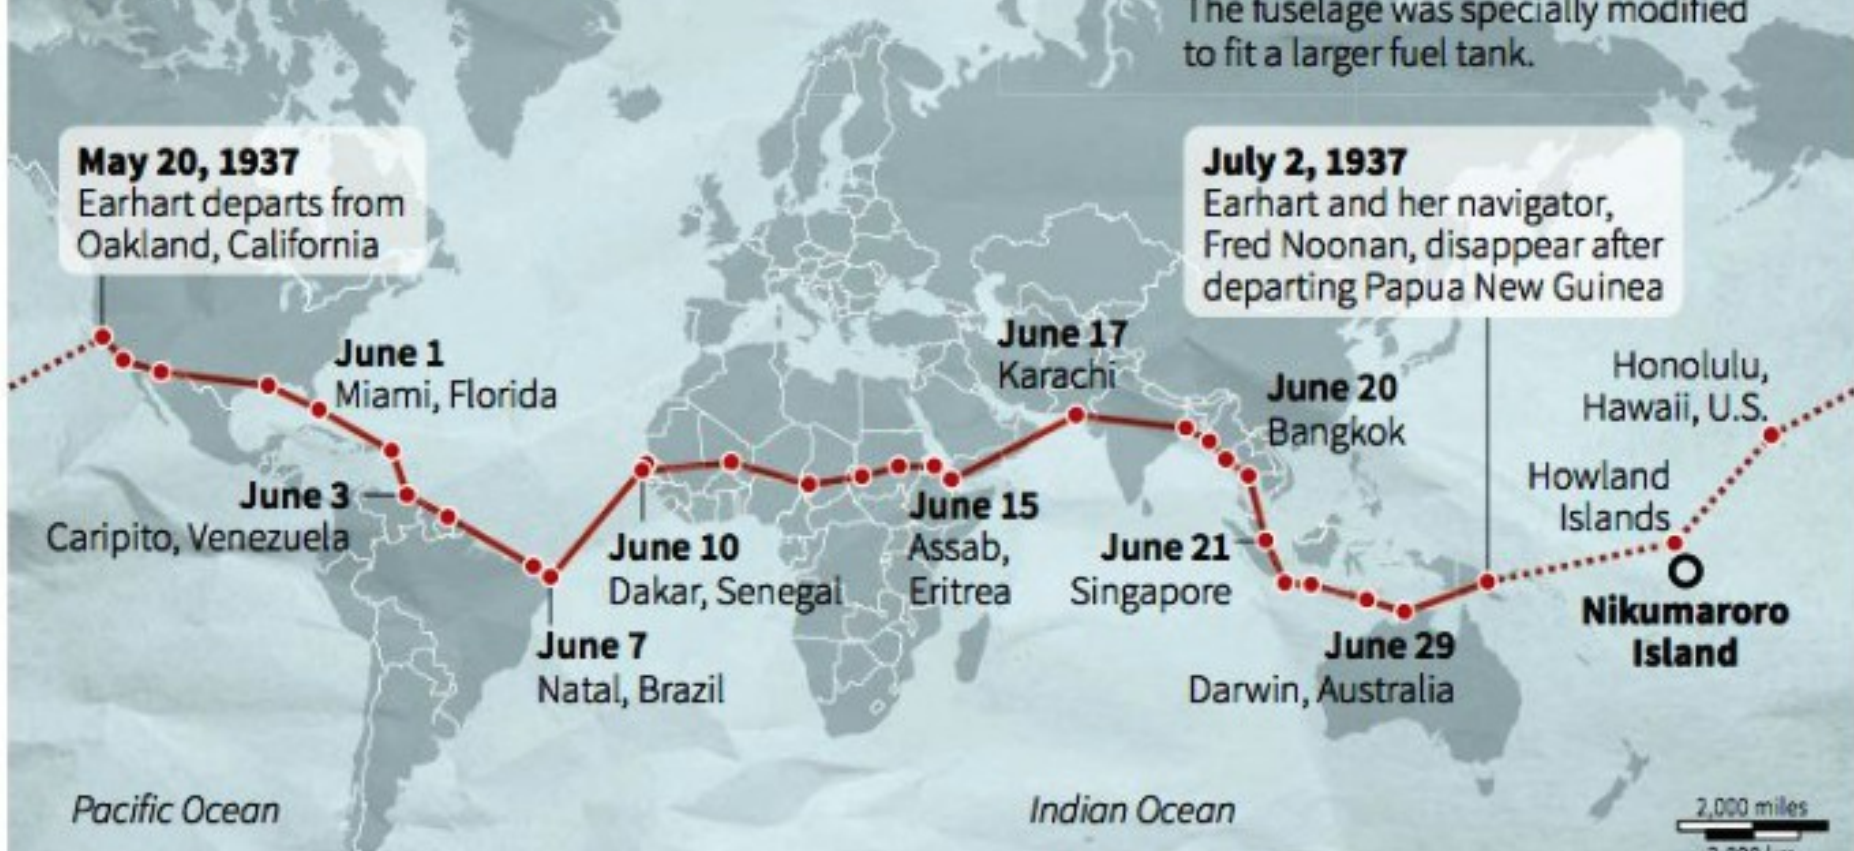 The fuselage was specially modified
to fit a larger fuel tank.
May 20, 1937
Earhart departs from
Oakland, California
July 2, 1937
Earhart and her navigator,
Fred Noonan, disappear after
departing Papua New Guinea
June 1
Miami, Florida
June 17
Karachi
June 20
Bangkok
Honolulu,
Hawaii, U.S.
Howland
Islands
June 3
Caripito, Venezuela
June 10
Dakar, Senegal
June 15
Assab,
Eritrea
June 21
Singapore
Nikumaroro
Island
June 7
Natal, Brazil
June 29
Darwin, Australia
Pacific Ocean
Indian Ocean
2,000 miles